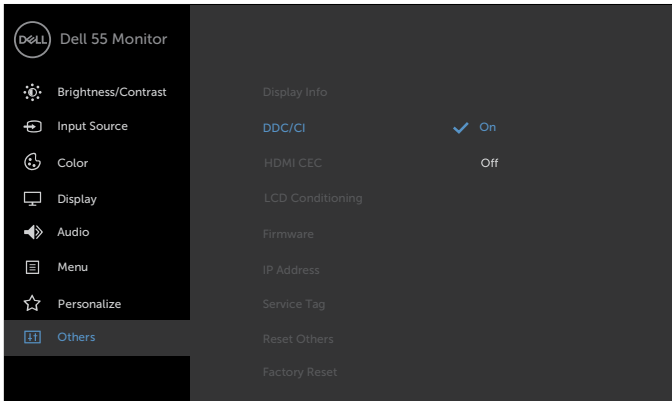 DELL
Dell 55 Monitor
Brightness/Contrast
Input Source
Color
Display
Audio
Menu
Personalize
Others
Display Info
DDC/CI
On
HDMI CEC
Off
LCD Conditioning
Firmware
IP Address
Service Tag
Reset Others
Factory Reset